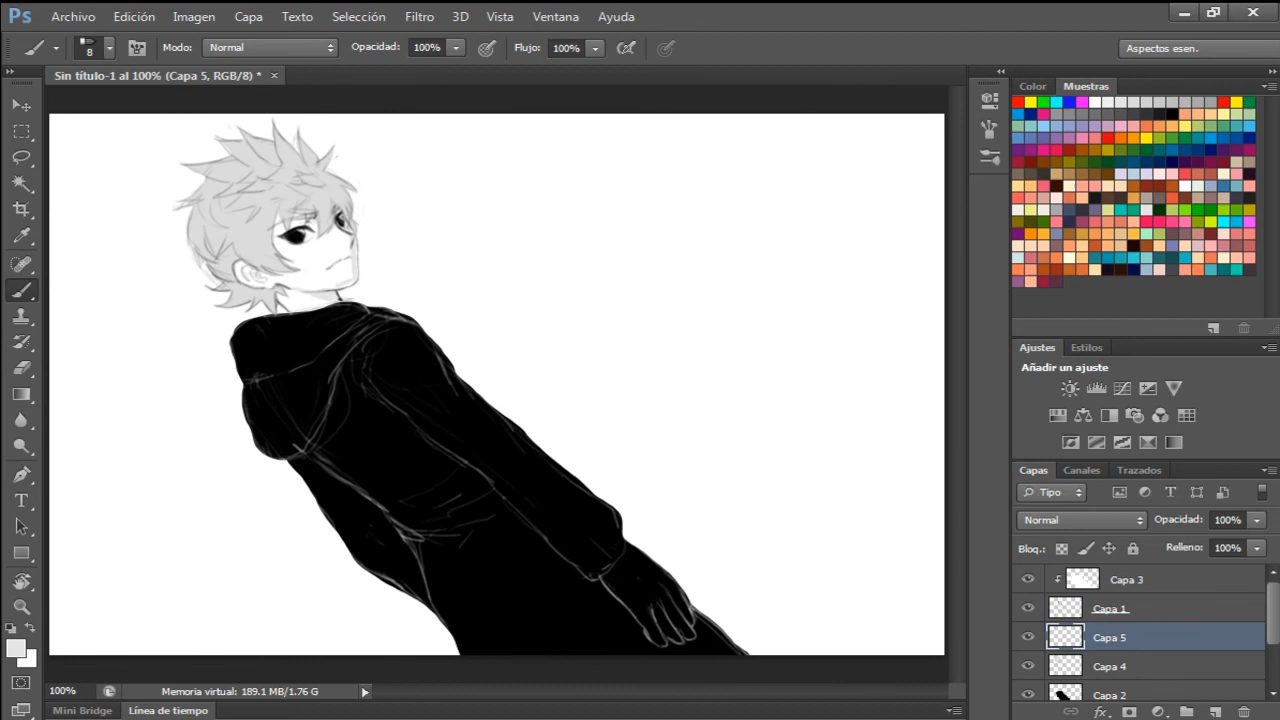 Ps Archivo Edición Imagen Capa Texto Selección Filtro 3D Vista Ventana Ayuda
8 Modo: Normal Opacidad: 100% Flujo: 100% Aspectos esen.
Sin título-1 al 100% (Capa 5, RGB/8) * ×
Color Muestras
Ajustes Estilos
Añadir un ajuste
Capas Canales Trazados
Tipo
Normal Opacidad: 100%
Bloq.: Relleno: 100%
Capa 3
Capa 1
Capa 5
Capa 4
Capa 2
100% Memoria virtual: 189.1 MB/1.76 G
Mini Bridge Línea de tiempo
fx